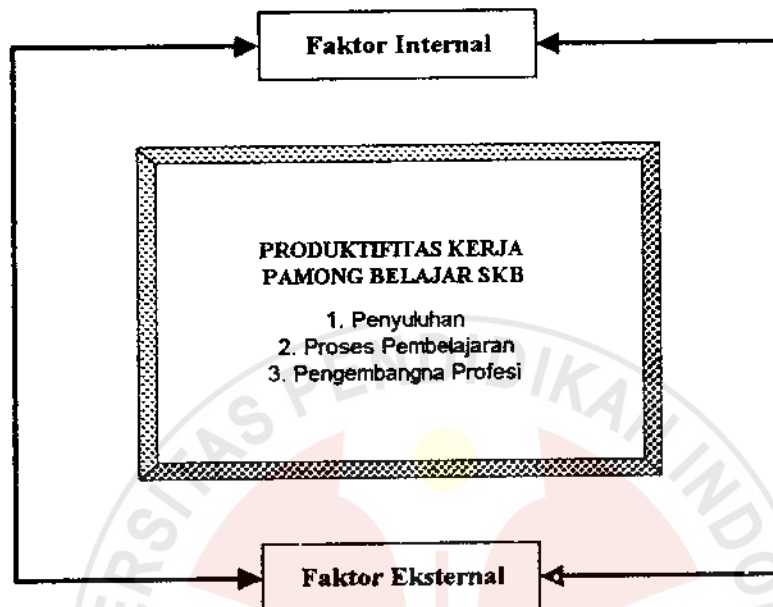 Faktor Internal
PRODUKTIFITAS KERJA
PAMONG BELAJAR SKB
1. Penyuluhan
2. Proses Pembelajaran
3. Pengembangna Profesi
Faktor Eksternal